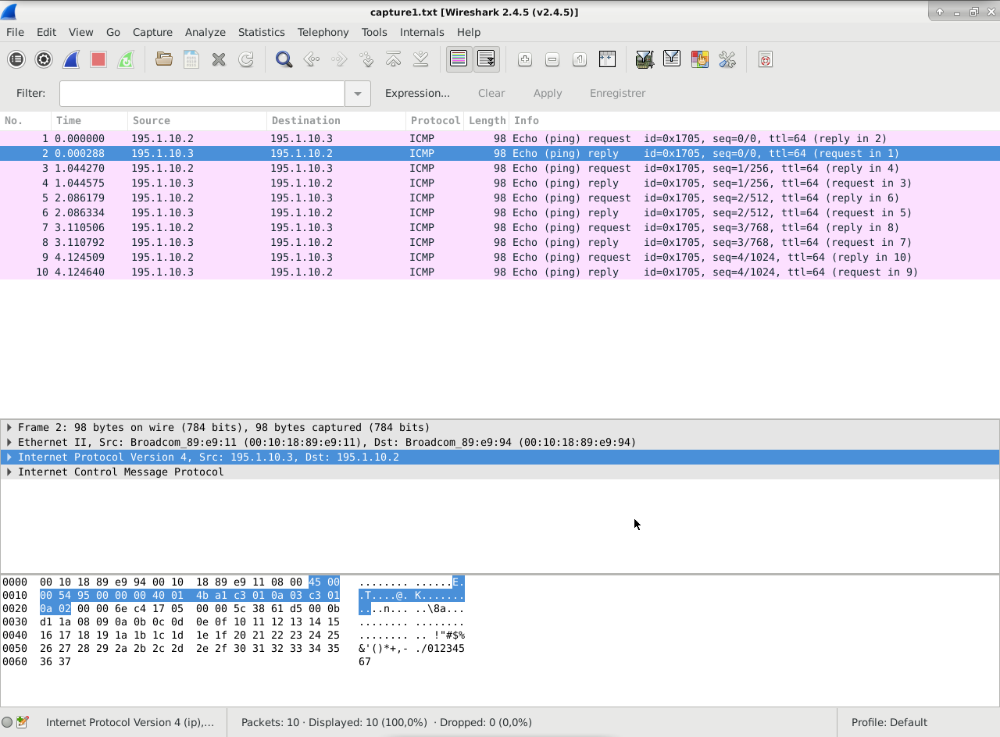 capture1.txt [Wireshark 2.4.5 (v2.4.5)]
File Edit View Go Capture Analyze Statistics Telephony Tools Internals Help
Filter: Expression... Clear Apply Enregistrer
No. Time Source Destination Protocol Length Info
1 0.000000 195.1.10.2 195.1.10.3 ICMP 98 Echo (ping) request id=0x1705, seq=0/0, ttl=64 (reply in 2)
2 0.000288 195.1.10.3 195.1.10.2 ICMP 98 Echo (ping) reply id=0x1705, seq=0/0, ttl=64 (request in 1)
3 1.044270 195.1.10.2 195.1.10.3 ICMP 98 Echo (ping) request id=0x1705, seq=1/256, ttl=64 (reply in 4)
4 1.044575 195.1.10.3 195.1.10.2 ICMP 98 Echo (ping) reply id=0x1705, seq=1/256, ttl=64 (request in 3)
5 2.086179 195.1.10.2 195.1.10.3 ICMP 98 Echo (ping) request id=0x1705, seq=2/512, ttl=64 (reply in 6)
6 2.086334 195.1.10.3 195.1.10.2 ICMP 98 Echo (ping) reply id=0x1705, seq=2/512, ttl=64 (request in 5)
7 3.110506 195.1.10.2 195.1.10.3 ICMP 98 Echo (ping) request id=0x1705, seq=3/768, ttl=64 (reply in 8)
8 3.110792 195.1.10.3 195.1.10.2 ICMP 98 Echo (ping) reply id=0x1705, seq=3/768, ttl=64 (request in 7)
9 4.124509 195.1.10.2 195.1.10.3 ICMP 98 Echo (ping) request id=0x1705, seq=4/1024, ttl=64 (reply in 10)
10 4.124640 195.1.10.3 195.1.10.2 ICMP 98 Echo (ping) reply id=0x1705, seq=4/1024, ttl=64 (request in 9)
Frame 2: 98 bytes on wire (784 bits), 98 bytes captured (784 bits)
Ethernet II, Src: Broadcom_89:e9:11 (00:10:18:89:e9:11), Dst: Broadcom_89:e9:94 (00:10:18:89:e9:94)
Internet Protocol Version 4, Src: 195.1.10.3, Dst: 195.1.10.2
Internet Control Message Protocol
0000 00 10 18 89 e9 94 00 10 18 89 e9 11 08 00 45 00 ........ ......E.
0010 00 54 95 00 00 00 40 01 4b a1 c3 01 0a 03 c3 01 .T....@. K.......
0020 0a 02 00 00 6e c4 17 05 00 00 5c 38 61 d5 00 0b ....n... ..\8a...
0030 d1 1a 08 09 0a 0b 0c 0d 0e 0f 10 11 12 13 14 15 ........ ........
0040 16 17 18 19 1a 1b 1c 1d 1e 1f 20 21 22 23 24 25 ........ .. !"#$%
0050 26 27 28 29 2a 2b 2c 2d 2e 2f 30 31 32 33 34 35 &'()*+,- ./012345
0060 36 37 67
Internet Protocol Version 4 (ip),... Packets: 10 · Displayed: 10 (100,0%) · Dropped: 0 (0,0%) Profile: Default